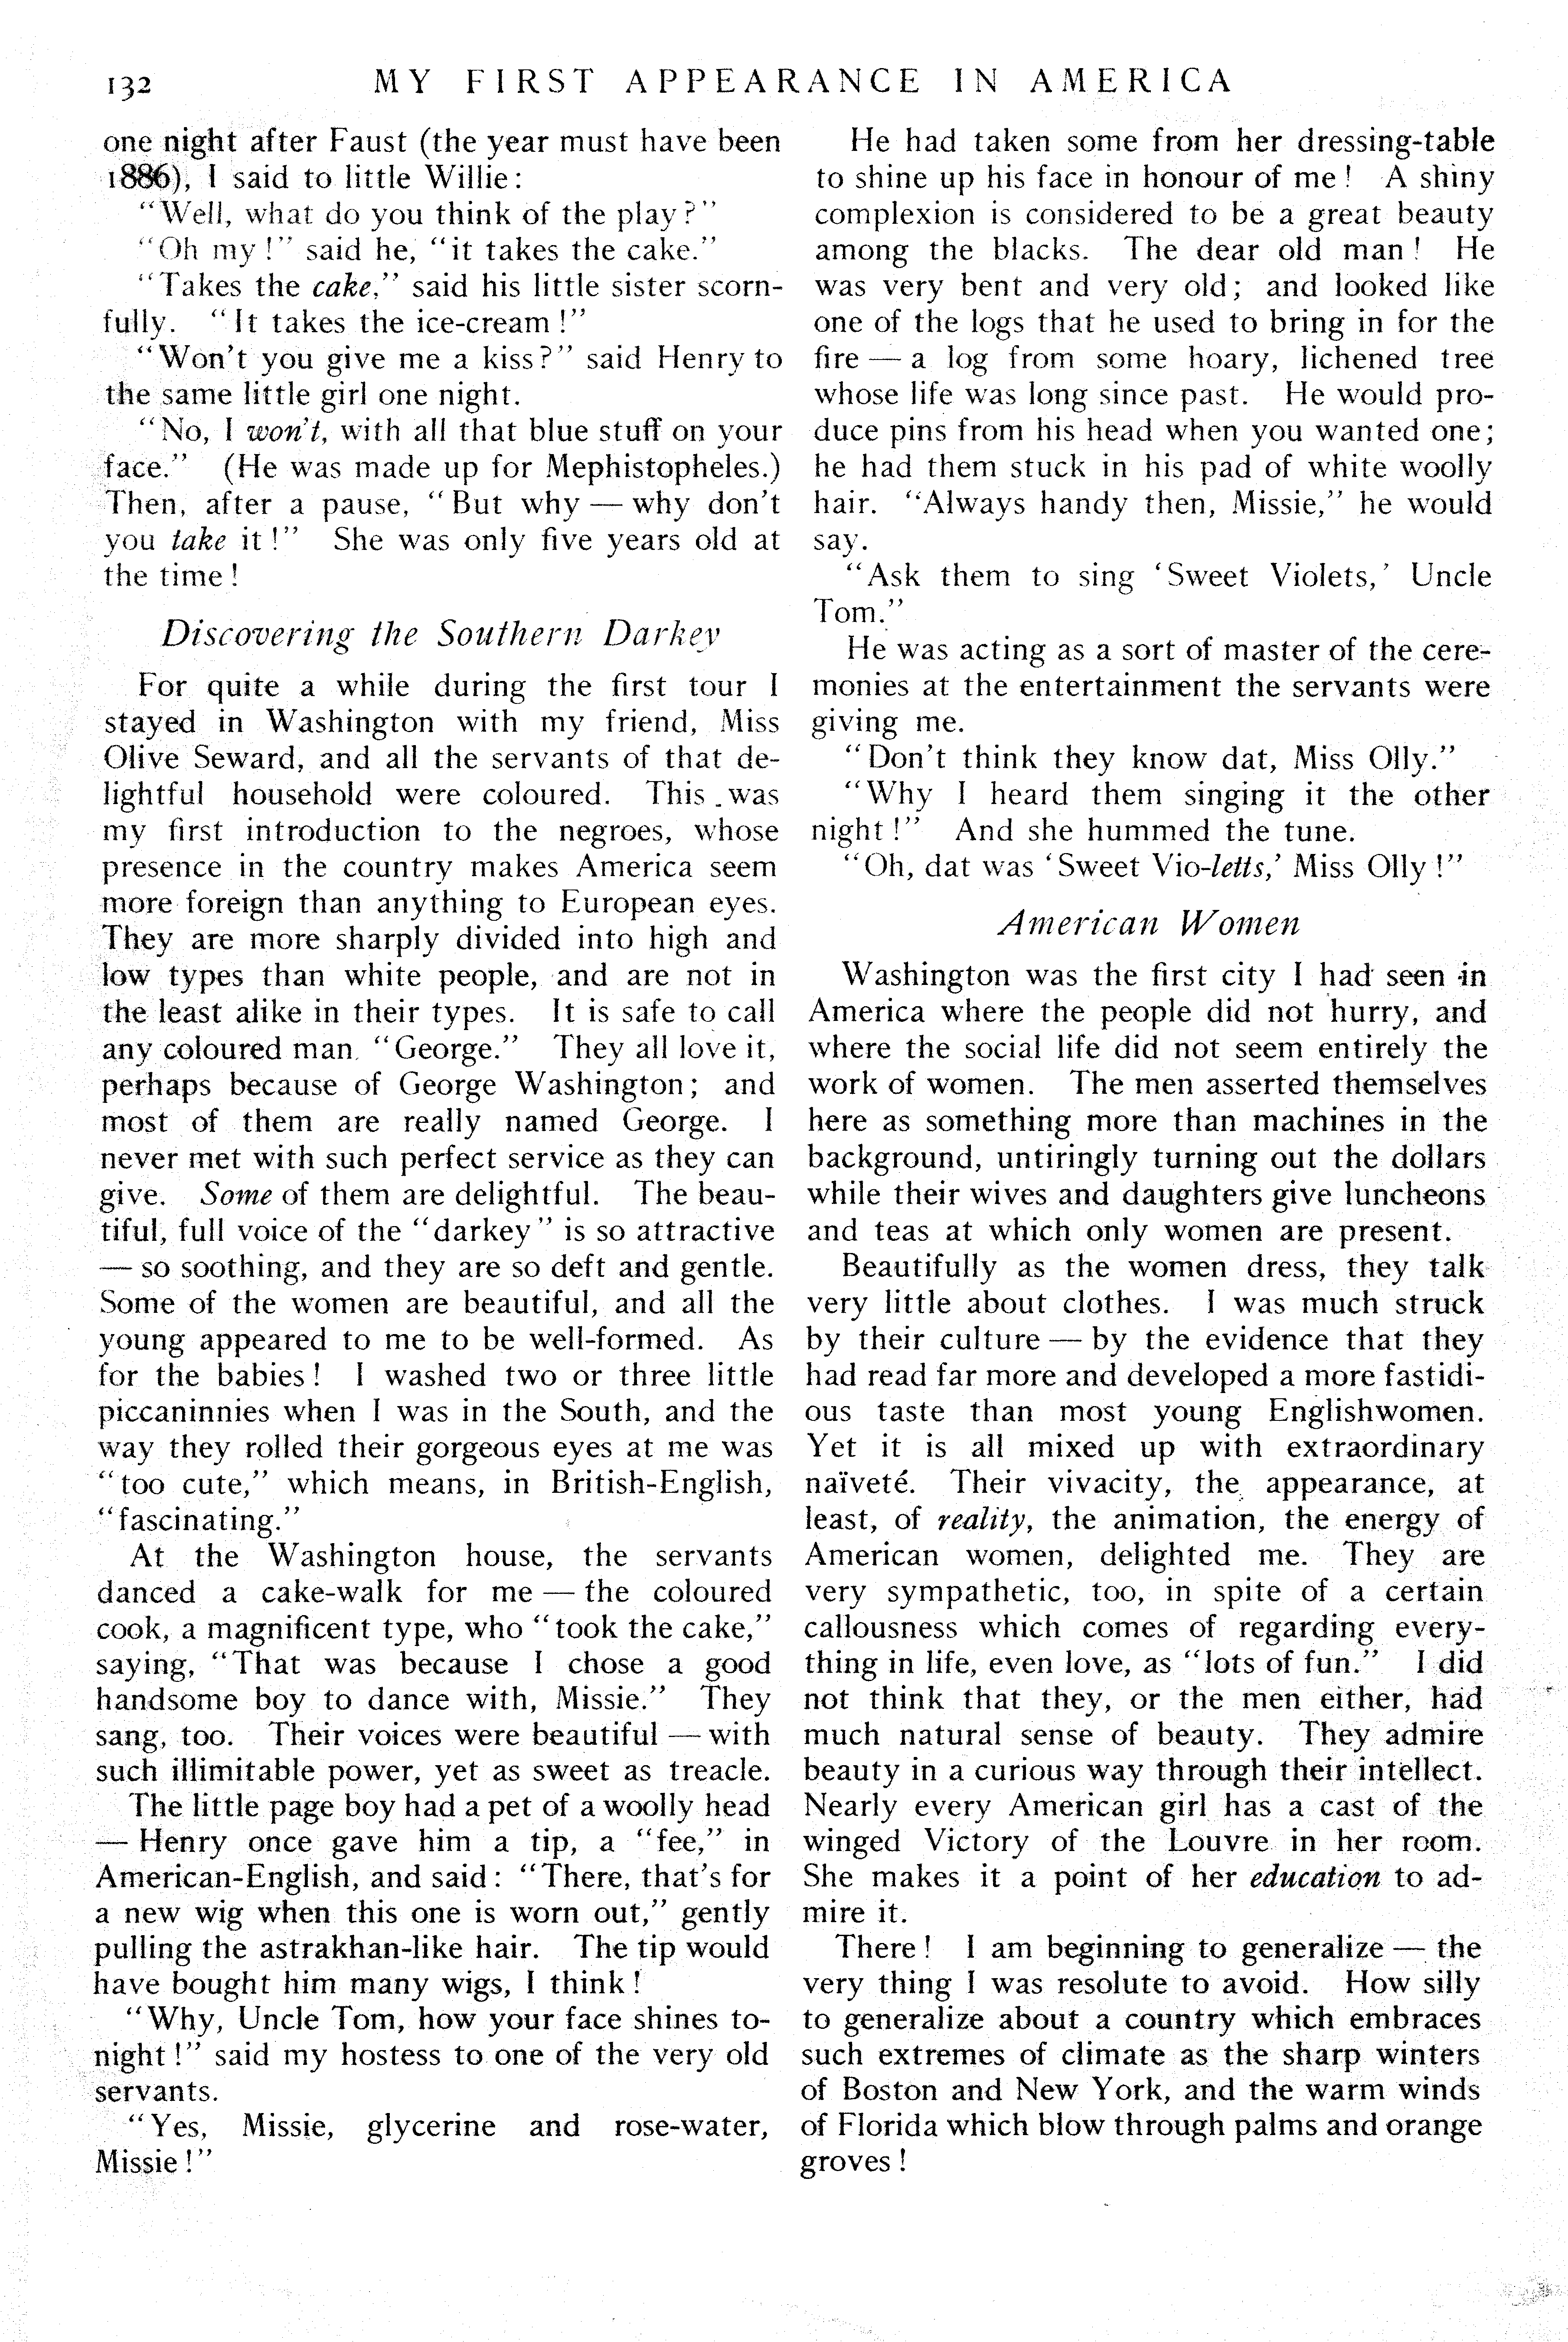 132 MY FIRST APPEARANCE IN AMERICA
one night after Faust (the year must have been
1886), I said to little Willie:
"Well, what do you think of the play?"
"Oh my!" said he, "it takes the cake."
"Takes the cake," said his little sister scorn-
fully. "It takes the ice-cream!"
"Won't you give me a kiss?" said Henry to
the same little girl one night.
"No, I won't, with all that blue stuff on your
face." (He was made up for Mephistopheles.)
Then, after a pause, "But why — why don't
you take it!" She was only five years old at
the time!
Discovering the Southern Darkey
For quite a while during the first tour I
stayed in Washington with my friend, Miss
Olive Seward, and all the servants of that de-
lightful household were coloured. This was
my first introduction to the negroes, whose
presence in the country makes America seem
more foreign than anything to European eyes.
They are more sharply divided into high and
low types than white people, and are not in
the least alike in their types. It is safe to call
any coloured man "George." They all love it,
perhaps because of George Washington; and
most of them are really named George. I
never met with such perfect service as they can
give. Some of them are delightful. The beau-
tiful, full voice of the "darkey" is so attractive
— so soothing, and they are so deft and gentle.
Some of the women are beautiful, and all the
young appeared to me to be well-formed. As
for the babies! I washed two or three little
piccaninnies when I was in the South, and the
way they rolled their gorgeous eyes at me was
"too cute," which means, in British-English,
"fascinating."
At the Washington house, the servants
danced a cake-walk for me — the coloured
cook, a magnificent type, who "took the cake,"
saying, "That was because I chose a good
handsome boy to dance with, Missie." They
sang, too. Their voices were beautiful — with
such illimitable power, yet as sweet as treacle.
The little page boy had a pet of a woolly head
— Henry once gave him a tip, a "fee," in
American-English, and said: "There, that's for
a new wig when this one is worn out," gently
pulling the astrakhan-like hair. The tip would
have bought him many wigs, I think!
"Why, Uncle Tom, how your face shines to-
night!" said my hostess to one of the very old
servants.
"Yes, Missie, glycerine and rose-water,
Missie!"
He had taken some from her dressing-table
to shine up his face in honour of me! A shiny
complexion is considered to be a great beauty
among the blacks. The dear old man! He
was very bent and very old; and looked like
one of the logs that he used to bring in for the
fire — a log from some hoary, lichened tree
whose life was long since past. He would pro-
duce pins from his head when you wanted one;
he had them stuck in his pad of white woolly
hair. "Always handy then, Missie," he would
say.
"Ask them to sing 'Sweet Violets,' Uncle
Tom."
He was acting as a sort of master of the cere-
monies at the entertainment the servants were
giving me.
"Don't think they know dat, Miss Olly."
"Why I heard them singing it the other
night!" And she hummed the tune.
"Oh, dat was 'Sweet Vio-letts,' Miss Olly!"
American Women
Washington was the first city I had seen in
America where the people did not hurry, and
where the social life did not seem entirely the
work of women. The men asserted themselves
here as something more than machines in the
background, untiringly turning out the dollars
while their wives and daughters give luncheons
and teas at which only women are present.
Beautifully as the women dress, they talk
very little about clothes. I was much struck
by their culture — by the evidence that they
had read far more and developed a more fastidi-
ous taste than most young Englishwomen.
Yet it is all mixed up with extraordinary
naïveté. Their vivacity, the appearance, at
least, of reality, the animation, the energy of
American women, delighted me. They are
very sympathetic, too, in spite of a certain
callousness which comes of regarding every-
thing in life, even love, as "lots of fun." I did
not think that they, or the men either, had
much natural sense of beauty. They admire
beauty in a curious way through their intellect.
Nearly every American girl has a cast of the
winged Victory of the Louvre in her room.
She makes it a point of her education to ad-
mire it.
There! I am beginning to generalize — the
very thing I was resolute to avoid. How silly
to generalize about a country which embraces
such extremes of climate as the sharp winters
of Boston and New York, and the warm winds
of Florida which blow through palms and orange
groves!